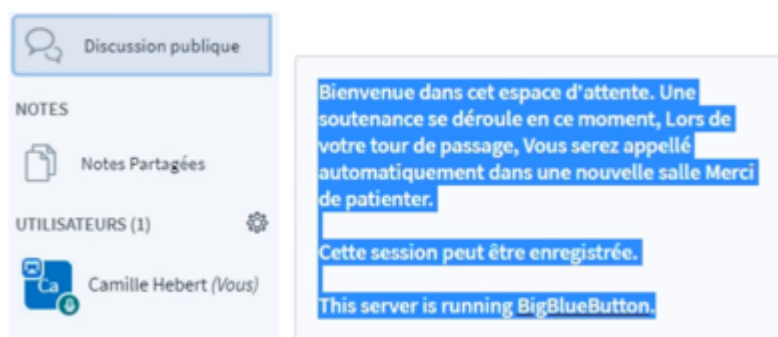 Discussion publique
NOTES
Notes Partagées
UTILISATEURS (1)
Ca
Camille Hebert (Vous)
Bienvenue dans cet espace d'attente. Une
soutenance se déroule en ce moment, Lors de
votre tour de passage, Vous serez appellé
automatiquement dans une nouvelle salle Merci
de patienter.
Cette session peut être enregistrée.
This server is running BigBlueButton.